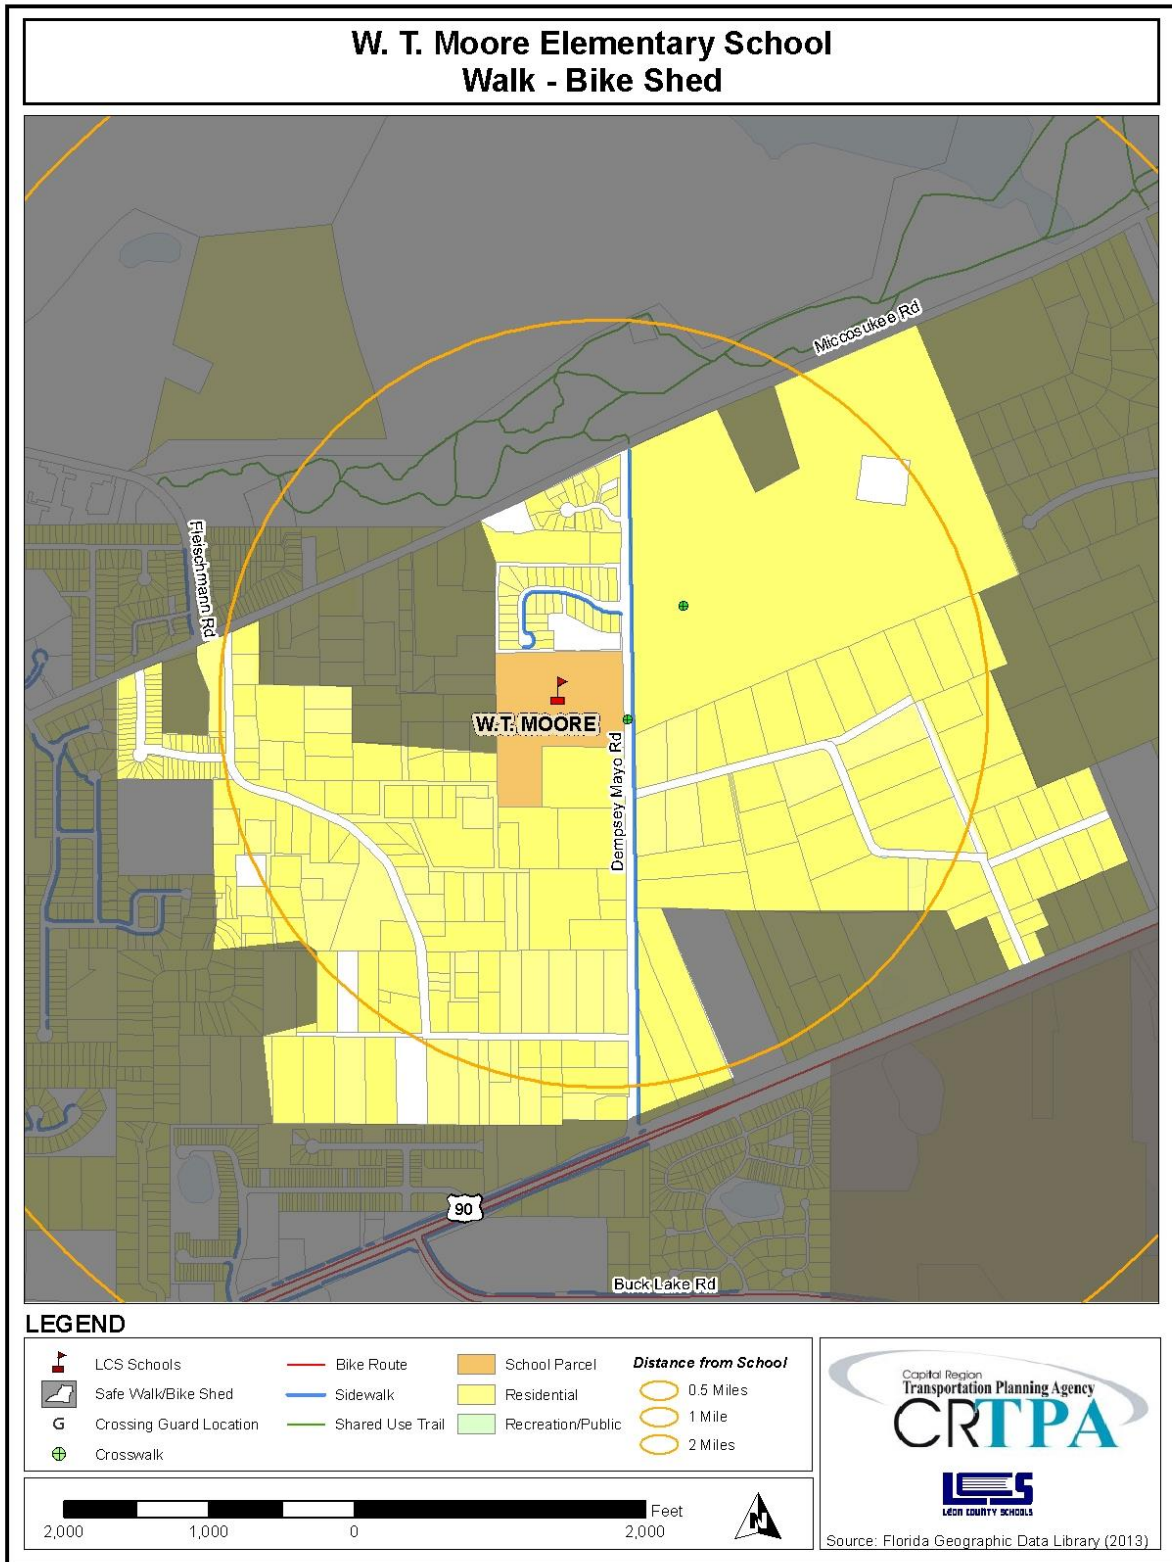 W. T. Moore Elementary School
Walk - Bike Shed
Miccosukee Rd
Fleischmann Rd
W.T. MOORE
Dempsey Mayo Rd
90
Buck Lake Rd
LEGEND
LCS Schools
Safe Walk/Bike Shed
G Crossing Guard Location
Crosswalk
Bike Route
Sidewalk
Shared Use Trail
School Parcel
Residential
Recreation/Public
Distance from School
0.5 Miles
1 Mile
2 Miles
2,000 1,000 0 2,000 Feet
N
Capital Region
Transportation Planning Agency
CRTPA
LCS
LEON COUNTY SCHOOLS
Source: Florida Geographic Data Library (2013)